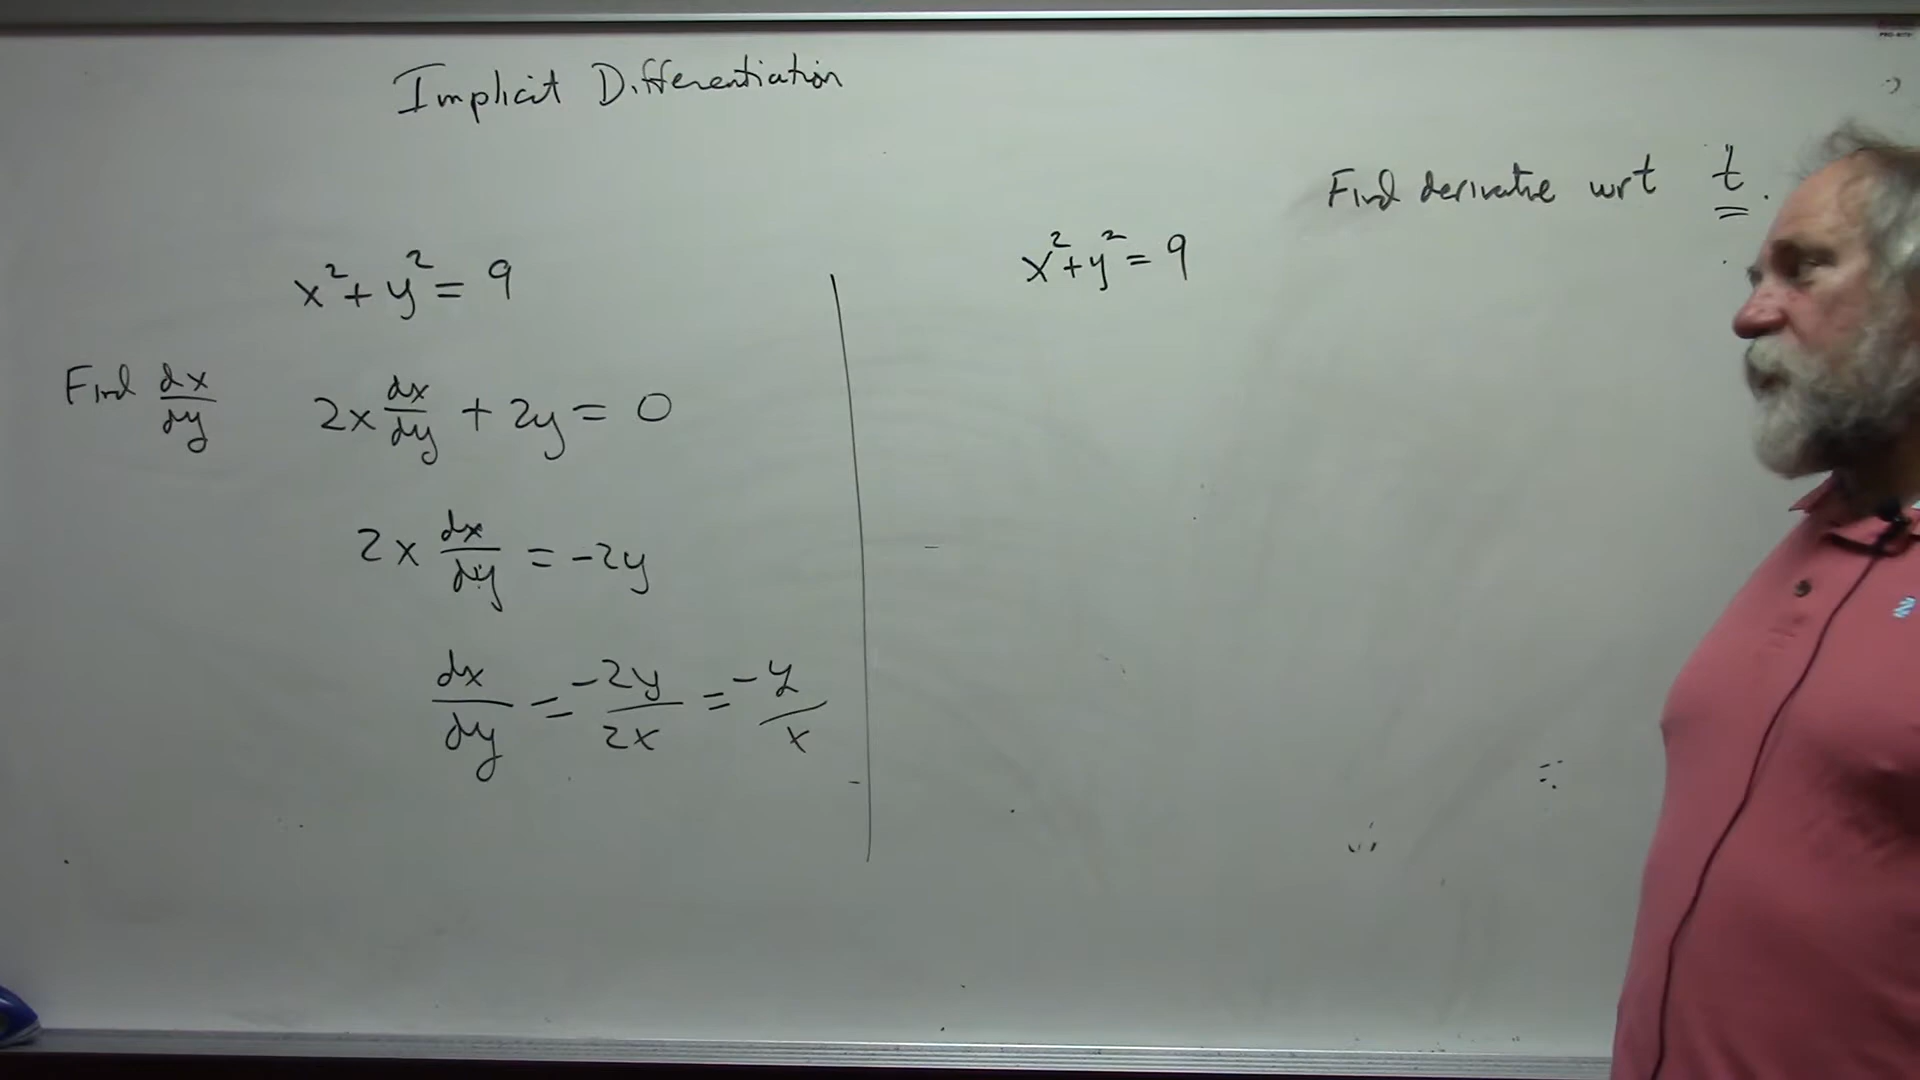 Implicit Differentiation
x² + y² = 9
Find dx/dy
2x dx/dy + 2y = 0
2x dx/dy = -2y
dx/dy = -2y/2x = -y/x
Find derivative wrt t.
x² + y² = 9